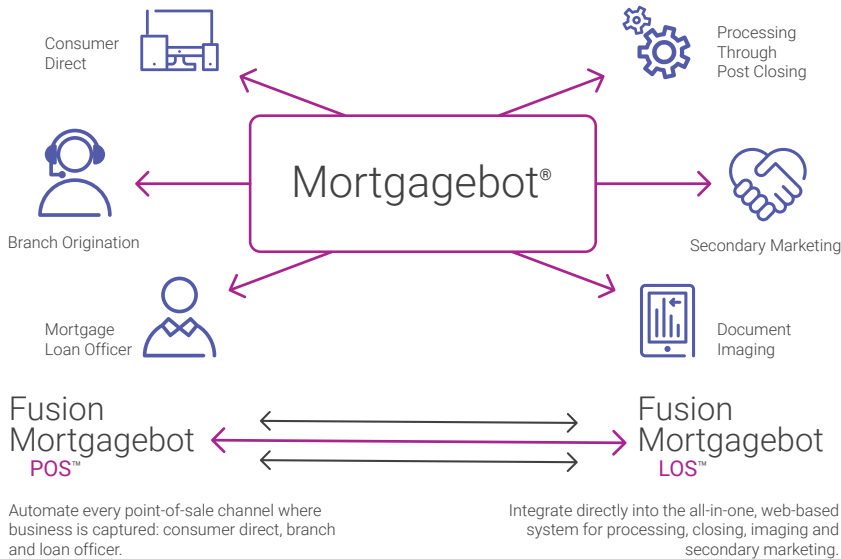 Consumer
Direct
Processing
Through
Post Closing
Mortgagebot®
Branch Origination
Secondary Marketing
Mortgage
Loan Officer
Document
Imaging
Fusion
Mortgagebot
POS™
Fusion
Mortgagebot
LOS™
Automate every point-of-sale channel where
business is captured: consumer direct, branch
and loan officer.
Integrate directly into the all-in-one, web-based
system for processing, closing, imaging and
secondary marketing.